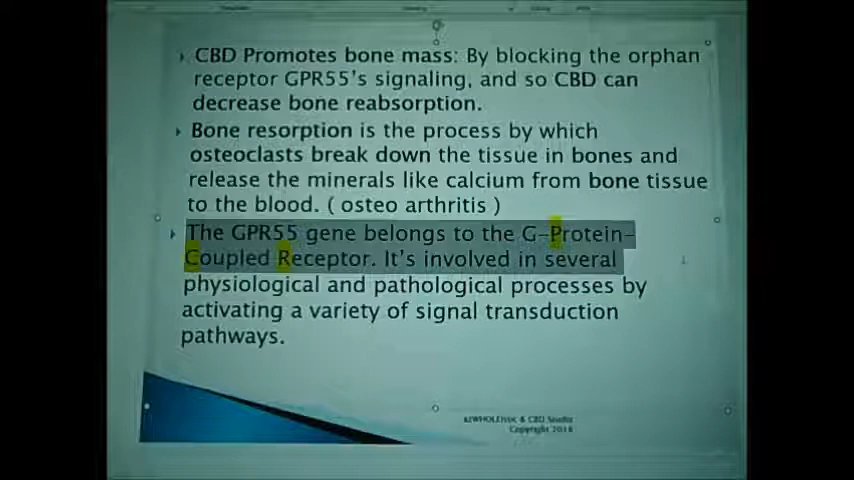 CBD Promotes bone mass: By blocking the orphan
receptor GPR55's signaling, and so CBD can
decrease bone reabsorption.
Bone resorption is the process by which
osteoclasts break down the tissue in bones and
release the minerals like calcium from bone tissue
to the blood. ( osteo arthritis )
The GPR55 gene belongs to the G-Protein-
Coupled Receptor. It's involved in several
physiological and pathological processes by
activating a variety of signal transduction
pathways.
& CBD
Copyright 2018